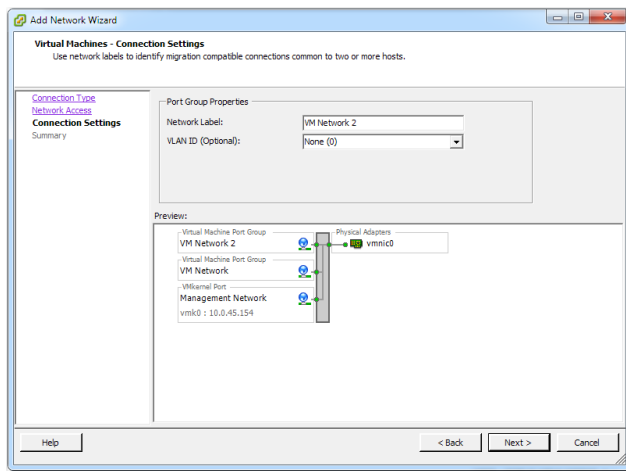 Add Network Wizard
Virtual Machines - Connection Settings
Use network labels to identify migration compatible connections common to two or more hosts.
Connection Type
Network Access
Connection Settings
Summary
Port Group Properties
Network Label:
VM Network 2
VLAN ID (Optional):
None (0)
Preview:
Virtual Machine Port Group
VM Network 2
Physical Adapters
vmnic0
Virtual Machine Port Group
VM Network
VMkernel Port
Management Network
vmk0 : 10.0.45.154
Help
< Back
Next >
Cancel